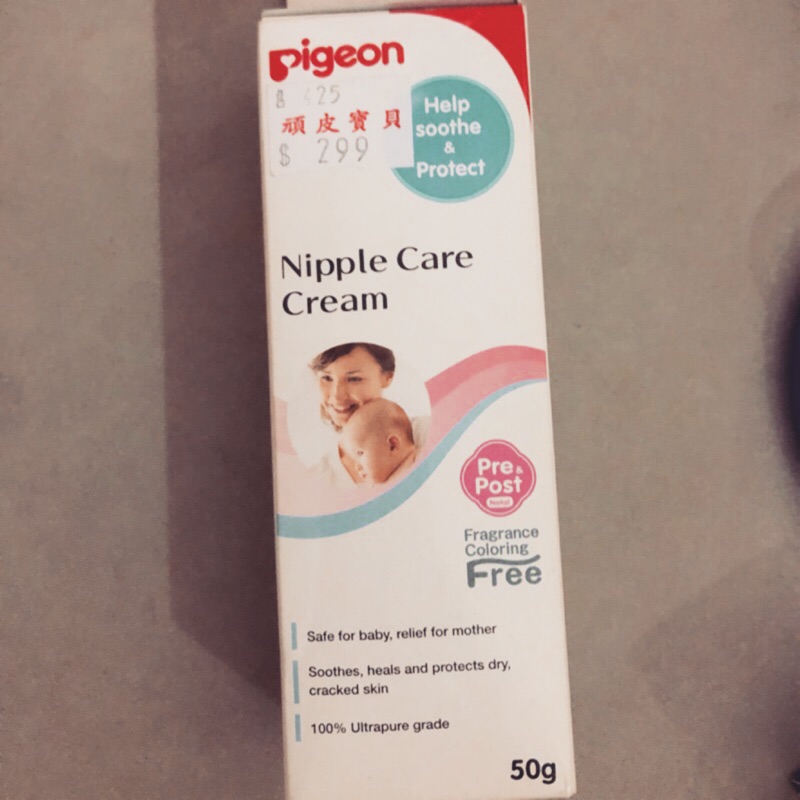 pigeon
$ 425
頑皮寶貝
$ 299
Help
soothe
&
Protect
Nipple Care
Cream
Pre &
Post
Natal
Fragrance
Coloring
Free
Safe for baby, relief for mother
Soothes, heals and protects dry,
cracked skin
100% Ultrapure grade
50g